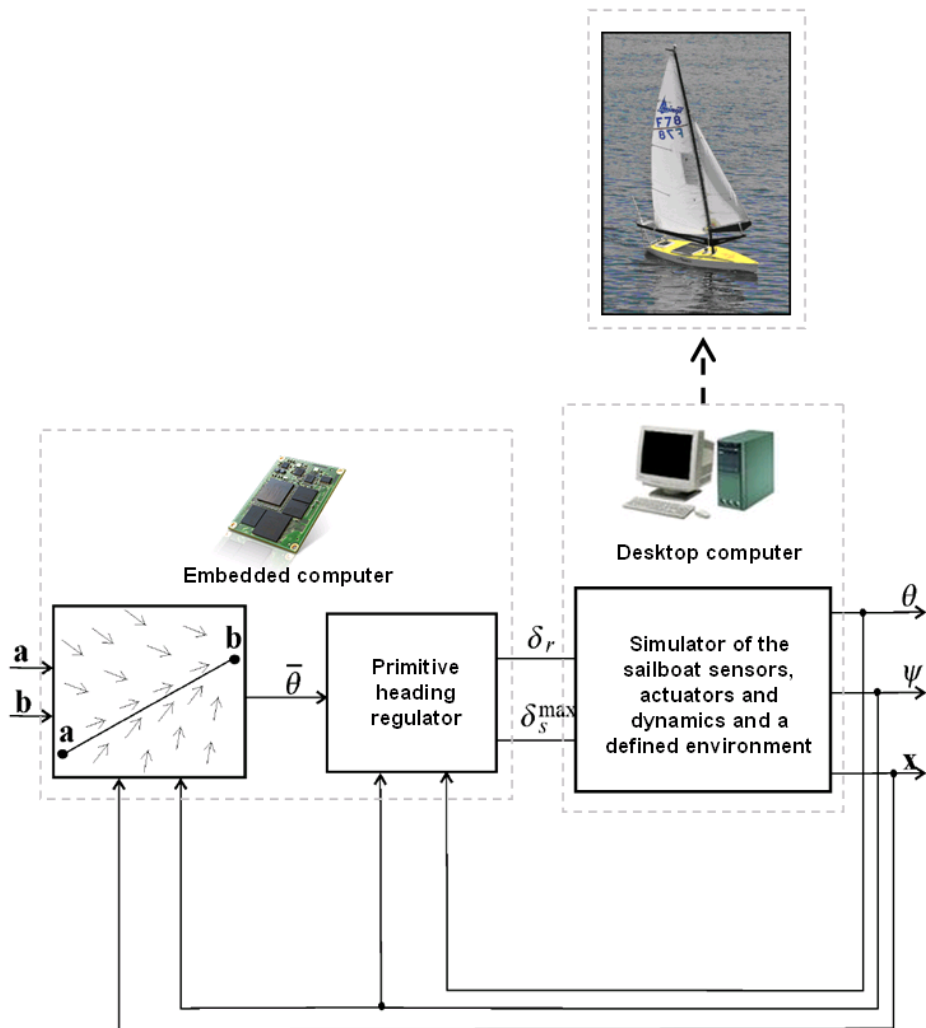 F78
877
Embedded computer
Desktop computer
a
b
a
b
θ̄
Primitive
heading
regulator
δr
δs^max
Simulator of the
sailboat sensors,
actuators and
dynamics and a
defined environment
θ
ψ
x